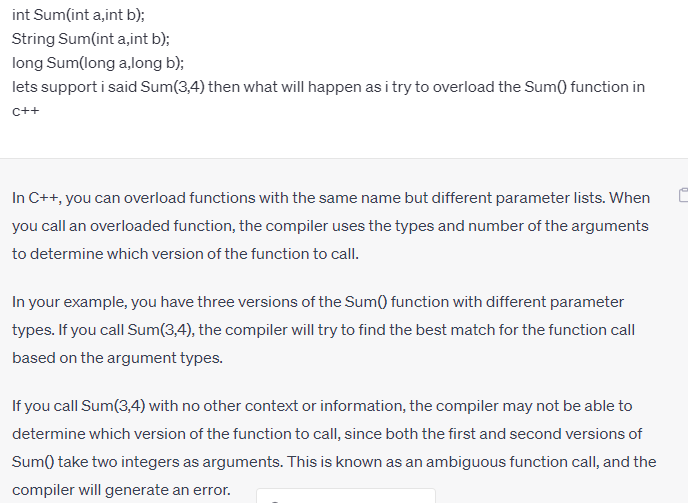 int Sum(int a,int b);
String Sum(int a,int b);
long Sum(long a,long b);
lets support i said Sum(3,4) then what will happen as i try to overload the Sum() function in
c++
In C++, you can overload functions with the same name but different parameter lists. When
you call an overloaded function, the compiler uses the types and number of the arguments
to determine which version of the function to call.
In your example, you have three versions of the Sum() function with different parameter
types. If you call Sum(3,4), the compiler will try to find the best match for the function call
based on the argument types.
If you call Sum(3,4) with no other context or information, the compiler may not be able to
determine which version of the function to call, since both the first and second versions of
Sum() take two integers as arguments. This is known as an ambiguous function call, and the
compiler will generate an error.